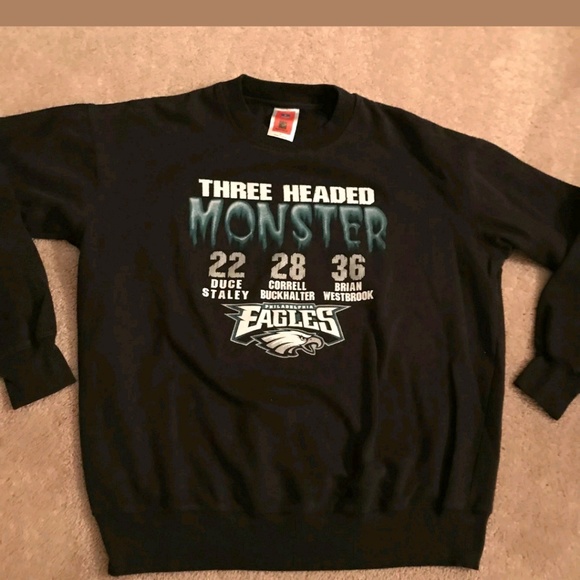 THREE HEADED
MONSTER
22 28 36
DUCE STALEY CORRELL BUCKHALTER BRIAN WESTBROOK
PHILADELPHIA
EAGLES